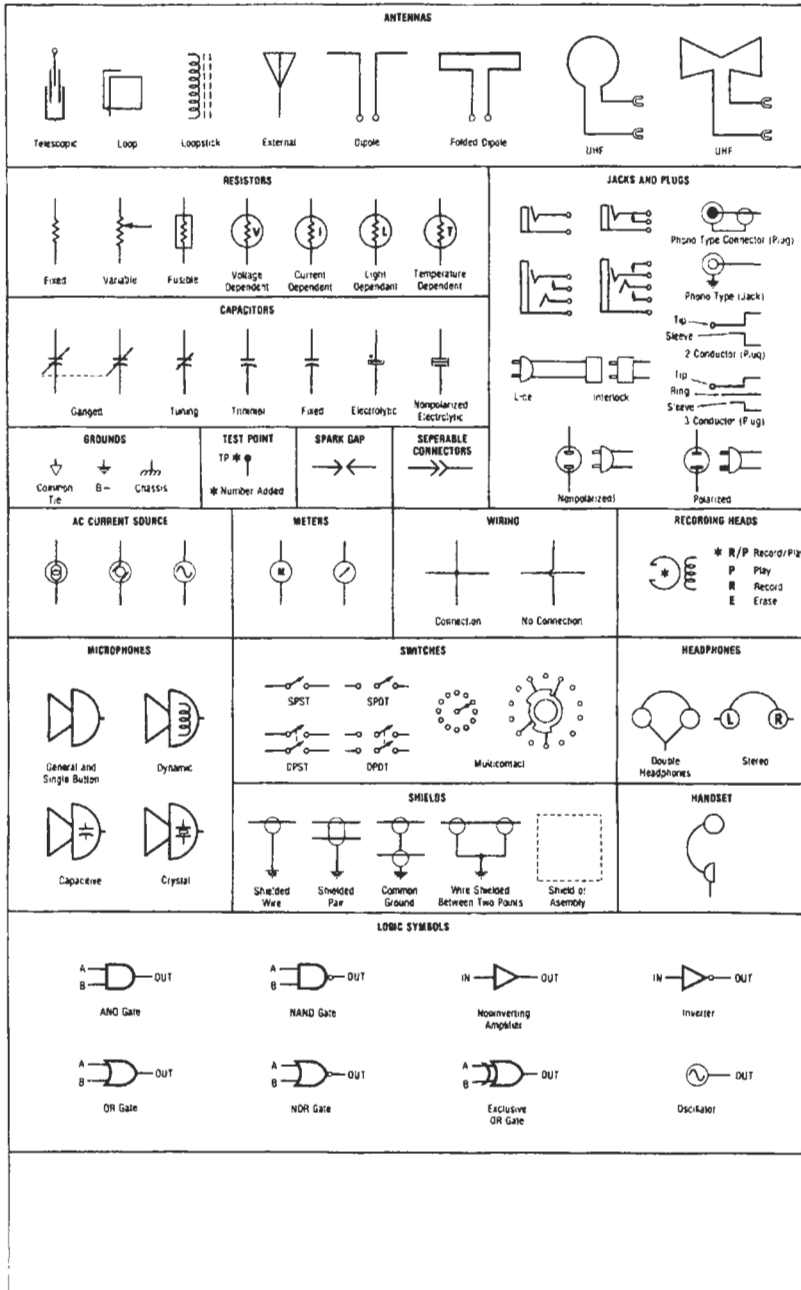 ANTENNAS
Telescopic Loop Loopstick External Dipole Folded Dipole UHF UHF
RESISTORS
V I L T
Fixed Variable Fusible Voltage Dependent Current Dependent Light Dependant Temperature Dependent
JACKS AND PLUGS
Phono Type Connector (Plug)
Phono Type (Jack)
Tip
Sleeve
2 Conductor (Plug)
Line Interlock
Tip
Ring
Sleeve
3 Conductor (Plug)
Nonpolarized Polarized
CAPACITORS
Ganged Tuning Trimmer Fixed Electrolytic Nonpolarized Electrolytic
GROUNDS
Common Tie B- Chassis
TEST POINT
TP *
* Number Added
SPARK GAP
SEPERABLE
CONNECTORS
AC CURRENT SOURCE
METERS
*
WIRING
Connection No Connection
RECORDING HEADS
* R/P Record/Play
P Play
R Record
E Erase
*
MICROPHONES
General and Single Button Dynamic
Capacitive Crystal
SWITCHES
SPST SPDT
DPST DPDT Multicontact
HEADPHONES
L R
Double Headphones Stereo
SHIELDS
Shielded Wire Shielded Pair Common Ground Wire Shielded Between Two Points Shield or Asembly
HANDSET
LOGIC SYMBOLS
A B OUT A B OUT IN OUT IN OUT
AND Gate NAND Gate Noninverting Amplifier Inverter
A B OUT A B OUT A B OUT OUT
OR Gate NOR Gate Exclusive OR Gate Oscillator